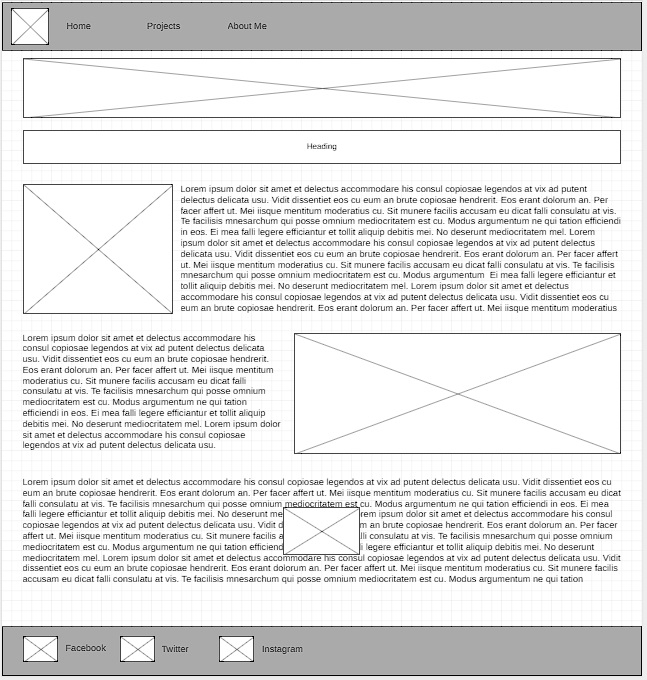 Home Projects About Me
Heading
Lorem ipsum dolor sit amet et delectus accommodare his consul copiosae legendos at vix ad putent
delectata usu. Vidit dissentiet eos cu eum an brute copiosae hendrerit. Eos erant dolorum an. Per
facer affert ut. Mei iisque mentitum moderatius cu. Sit munere facilis accusam eu dicat falli consulatu at vis.
Te facilisis mnesarchum qui posse omnium mediocritatem est cu. Modus argumentum ne qui tation efficiendi
in eos. Ei mea falli legere efficiantur et tollit aliquip debitis mei. No deserunt mediocritatem mel. Lorem
ipsum dolor sit amet et delectus accommodare his consul copiosae legendos at vix ad putent delectus
delicata usu. Vidit dissentiet eos cu eum an brute copiosae hendrerit. Eos erant dolorum an. Per facer affert
ut. Mei iisque mentitum moderatius cu. Sit munere facilis accusam eu dicat falli consulatu at vis. Te facilisis
mnesarchum qui posse omnium mediocritatem est cu. Modus argumentum  Ei mea falli legere efficiantur et
tollit aliquip debitis mei. No deserunt mediocritatem mel. Lorem ipsum dolor sit amet et delectus
accommodare his consul copiosae legendos at vix ad putent delectus delicata usu. Vidit dissentiet eos cu
eum an brute copiosae hendrerit. Eos erant dolorum an. Per facer affert ut. Mei iisque mentitum moderatius
Lorem ipsum dolor sit amet et delectus accommodare his
consul copiosae legendos at vix ad putent delectus delicata
usu. Vidit dissentiet eos cu eum an brute copiosae hendrerit.
Eos erant dolorum an. Per facer affert ut. Mei iisque mentitum
moderatius cu. Sit munere facilis accusam eu dicat falli
consulatu at vis. Te facilisis mnesarchum qui posse omnium
mediocritatem est cu. Modus argumentum ne qui tation
efficiendi in eos. Ei mea falli legere efficiantur et tollit aliquip
debitis mei. No deserunt mediocritatem mel. Lorem ipsum dolor
sit amet et delectus accommodare his consul copiosae
legendos at vix ad putent delectus delicata usu.
Lorem ipsum dolor sit amet et delectus accommodare his consul copiosae legendos at vix ad putent delectus delicata usu. Vidit dissentiet eos cu
eum an brute copiosae hendrerit. Eos erant dolorum an. Per facer affert ut. Mei iisque mentitum moderatius cu. Sit munere facilis accusam eu dicat
falli consulatu at vis. Te facilisis mnesarchum qui posse omnium mediocritatem est cu. Modus argumentum ne qui tation efficiendi in eos. Ei mea
falli legere efficiantur et tollit aliquip debitis mei. No deserunt me rem ipsum dolor sit amet et delectus accommodare his consul
copiosae legendos at vix ad putent delectus delicata usu. Vidit d m an brute copiosae hendrerit. Eos erant dolorum an. Per facer
affert ut. Mei iisque mentitum moderatius cu. Sit munere facilis a lli consulatu at vis. Te facilisis mnesarchum qui posse omnium
mediocritatem est cu. Modus argumentum ne qui tation efficiend i legere efficiantur et tollit aliquip debitis mei. No deserunt
mediocritatem mel. Lorem ipsum dolor sit amet et delectus accommodare his consul copiosae legendos at vix ad putent delectus delicata usu. Vidit
dissentiet eos cu eum an brute copiosae hendrerit. Eos erant dolorum an. Per facer affert ut. Mei iisque mentitum moderatius cu. Sit munere facilis
accusam eu dicat falli consulatu at vis. Te facilisis mnesarchum qui posse omnium mediocritatem est cu. Modus argumentum ne qui tation
Facebook Twitter Instagram